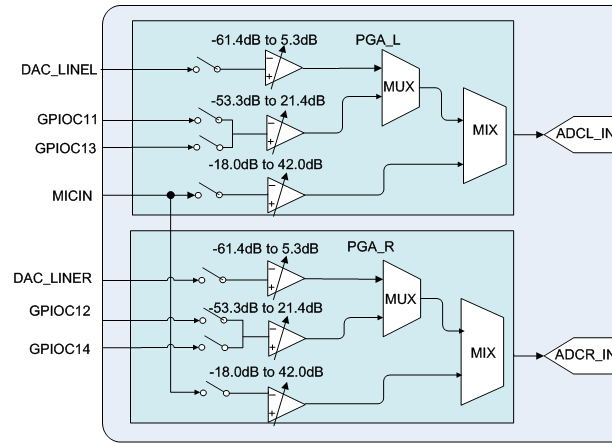 -61.4dB to 5.3dB
PGA_L
DAC_LINEL
MUX
-53.3dB to 21.4dB
GPIOC11
MIX
ADCL_IN
GPIOC13
-18.0dB to 42.0dB
MICIN
-61.4dB to 5.3dB
PGA_R
DAC_LINER
MUX
-53.3dB to 21.4dB
GPIOC12
GPIOC14
MIX
ADCR_IN
-18.0dB to 42.0dB